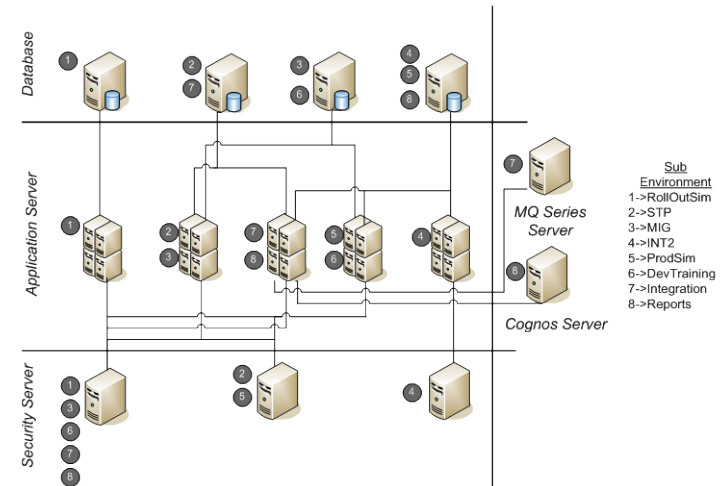 Database
1
2
7
3
6
4
5
8
Application Server
1
2
3
7
8
5
6
4
7
MQ Series
Server
8
Cognos Server
Security Server
1
3
6
7
8
2
5
4
Sub
Environment
1->RollOutSim
2->STP
3->MIG
4->INT2
5->ProdSim
6->DevTraining
7->Integration
8->Reports